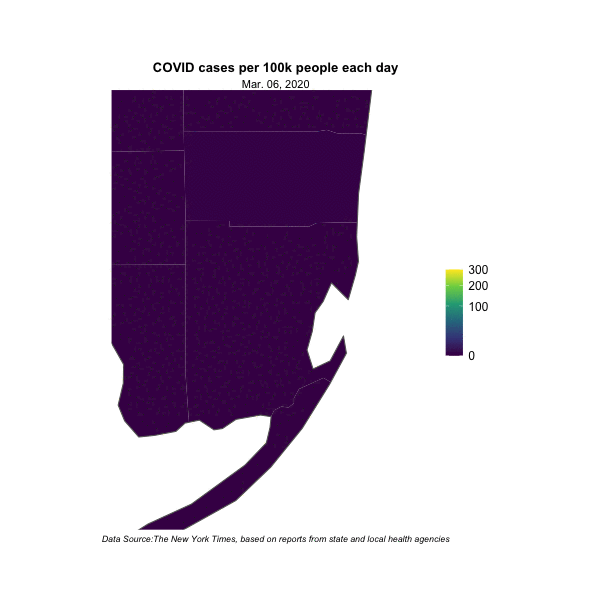 COVID cases per 100k people each day
Mar. 06, 2020
300
200
100
0
Data Source:The New York Times, based on reports from state and local health agencies